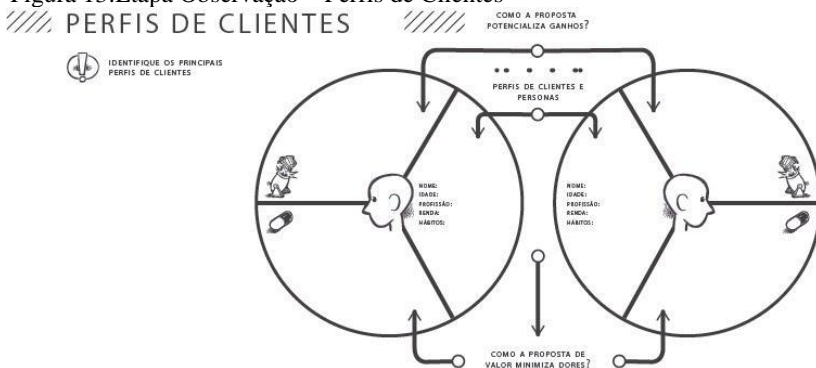 Figura 15:Etapa Observação – Perfis de Clientes
PERFIS DE CLIENTES
IDENTIFIQUE OS PRINCIPAIS
PERFIS DE CLIENTES
COMO A PROPOSTA
POTENCIALIZA GANHOS?
PERFIS DE CLIENTES E
PERSONAS
NOME:
IDADE:
PROFISSÃO:
RENDA:
HÁBITOS:
NOME:
IDADE:
PROFISSÃO:
RENDA:
HÁBITOS:
COMO A PROPOSTA DE
VALOR MINIMIZA DORES?